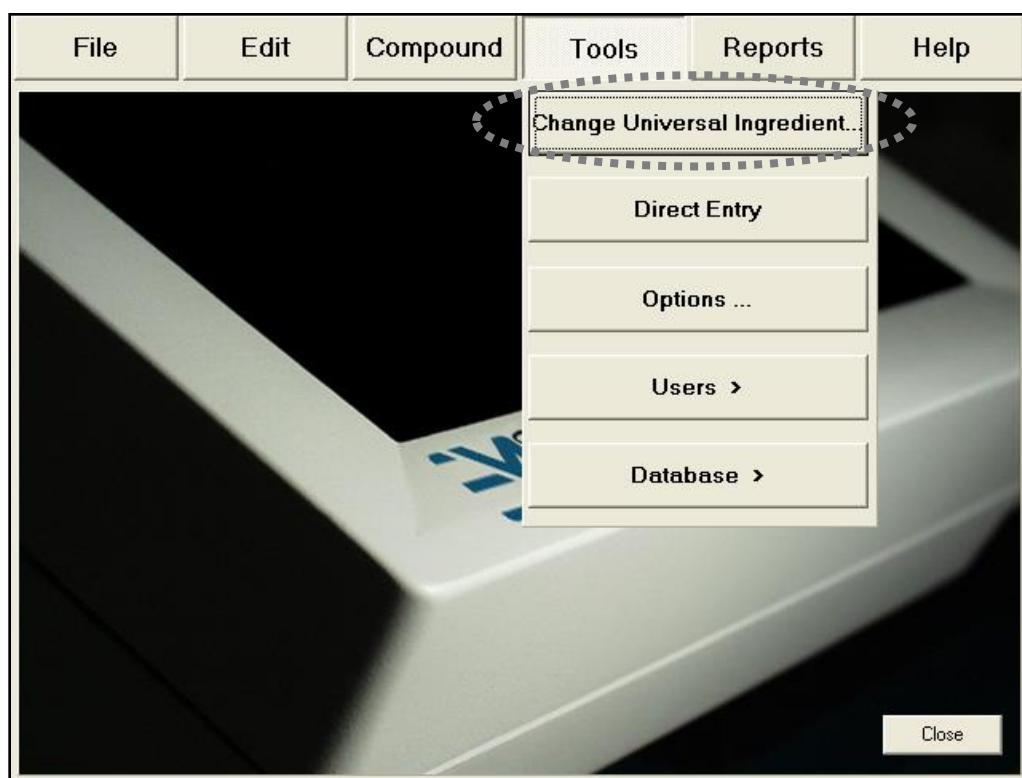 File Edit Compound Tools Reports Help
Change Universal Ingredient...
Direct Entry
Options ...
Users >
Database >
Close